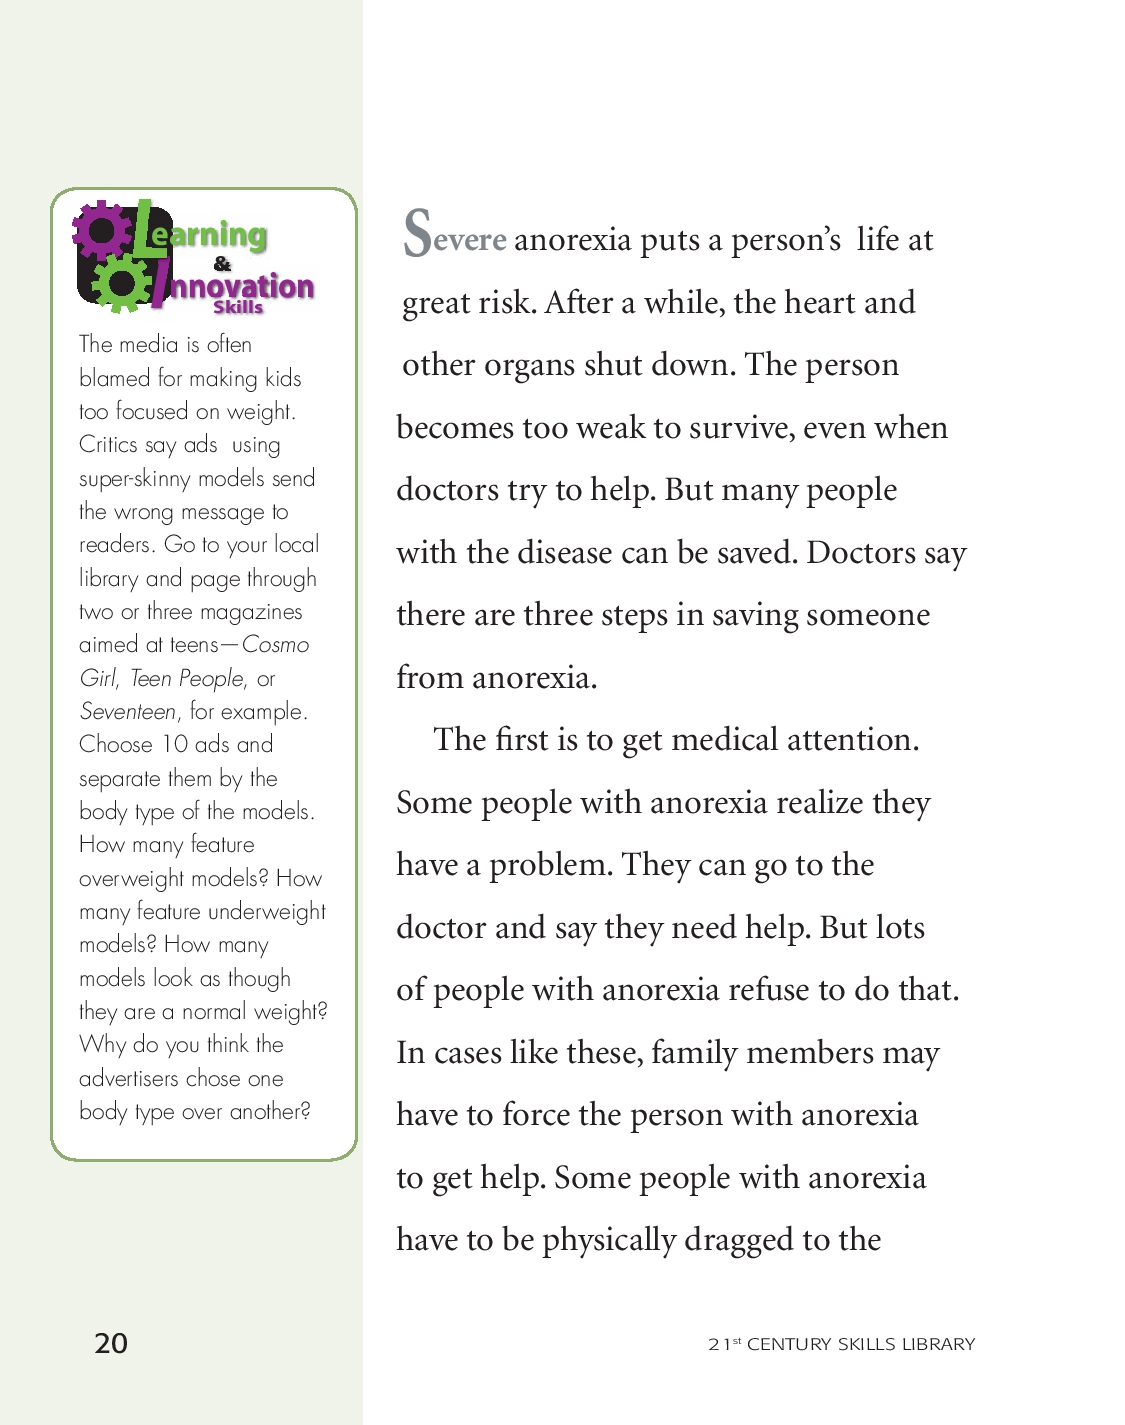 Learning
&
Innovation
Skills
The media is often
blamed for making kids
too focused on weight.
Critics say ads  using
super-skinny models send
the wrong message to
readers. Go to your local
library and page through
two or three magazines
aimed at teens—Cosmo
Girl, Teen People, or
Seventeen, for example.
Choose 10 ads and
separate them by the
body type of the models.
How many feature
overweight models? How
many feature underweight
models? How many
models look as though
they are a normal weight?
Why do you think the
advertisers chose one
body type over another?
Severe anorexia puts a person’s  life at
great risk. After a while, the heart and
other organs shut down. The person
becomes too weak to survive, even when
doctors try to help. But many people
with the disease can be saved. Doctors say
there are three steps in saving someone
from anorexia.
The first is to get medical attention.
Some people with anorexia realize they
have a problem. They can go to the
doctor and say they need help. But lots
of people with anorexia refuse to do that.
In cases like these, family members may
have to force the person with anorexia
to get help. Some people with anorexia
have to be physically dragged to the
20
21st CENTURY SKILLS LIBRARY